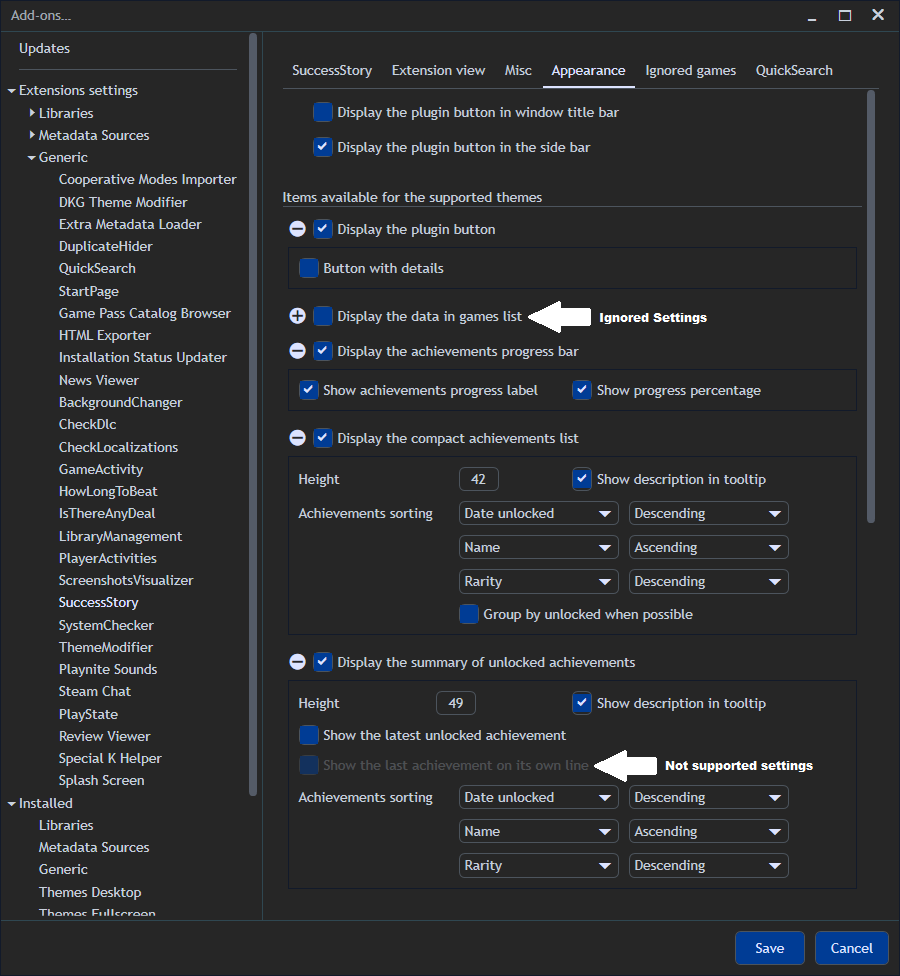 Add-ons...
Updates
Extensions settings
Libraries
Metadata Sources
Generic
Cooperative Modes Importer
DKG Theme Modifier
Extra Metadata Loader
DuplicateHider
QuickSearch
StartPage
Game Pass Catalog Browser
HTML Exporter
Installation Status Updater
News Viewer
BackgroundChanger
CheckDlc
CheckLocalizations
GameActivity
HowLongToBeat
IsThereAnyDeal
LibraryManagement
PlayerActivities
ScreenshotsVisualizer
SuccessStory
SystemChecker
ThemeModifier
Playnite Sounds
Steam Chat
PlayState
Review Viewer
Special K Helper
Splash Screen
Installed
Libraries
Metadata Sources
Generic
Themes Desktop
Themes Fullscreen
SuccessStory Extension view Misc Appearance Ignored games QuickSearch
Display the plugin button in window title bar
Display the plugin button in the side bar
Items available for the supported themes
Display the plugin button
Button with details
Display the data in games list Ignored Settings
Display the achievements progress bar
Show achievements progress label Show progress percentage
Display the compact achievements list
Height 42 Show description in tooltip
Achievements sorting Date unlocked Descending
Name Ascending
Rarity Descending
Group by unlocked when possible
Display the summary of unlocked achievements
Height 49 Show description in tooltip
Show the latest unlocked achievement
Show the last achievement on its own line Not supported settings
Achievements sorting Date unlocked Descending
Name Ascending
Rarity Descending
Save Cancel